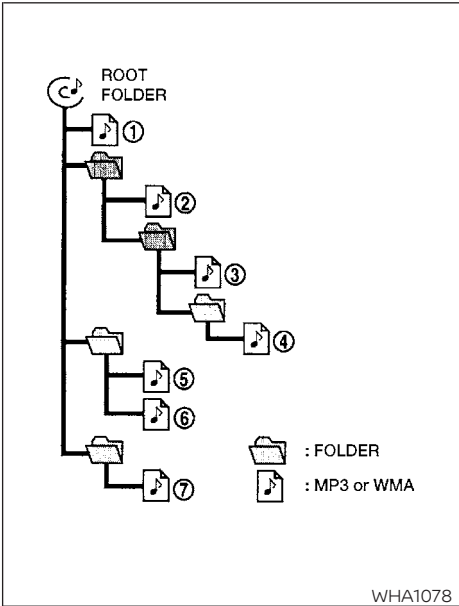 ROOT
FOLDER
①
②
③
④
⑤
⑥
⑦
: FOLDER
: MP3 or WMA
WHA1078